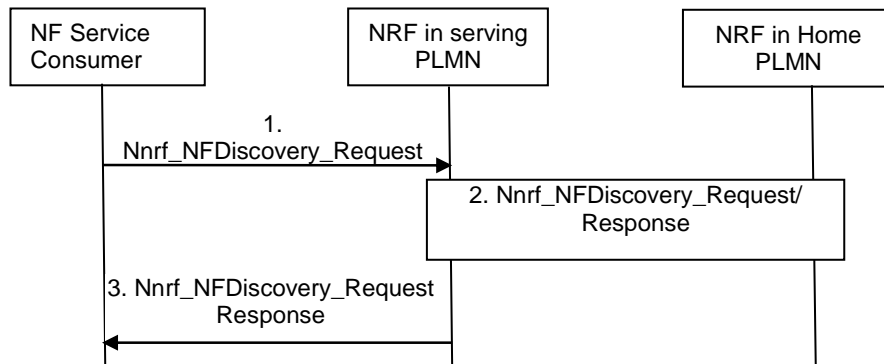 NF Service
Consumer
NRF in serving
PLMN
NRF in Home
PLMN
1.
Nnrf_NFDiscovery_Request
2. Nnrf_NFDiscovery_Request/
Response
3. Nnrf_NFDiscovery_Request
Response